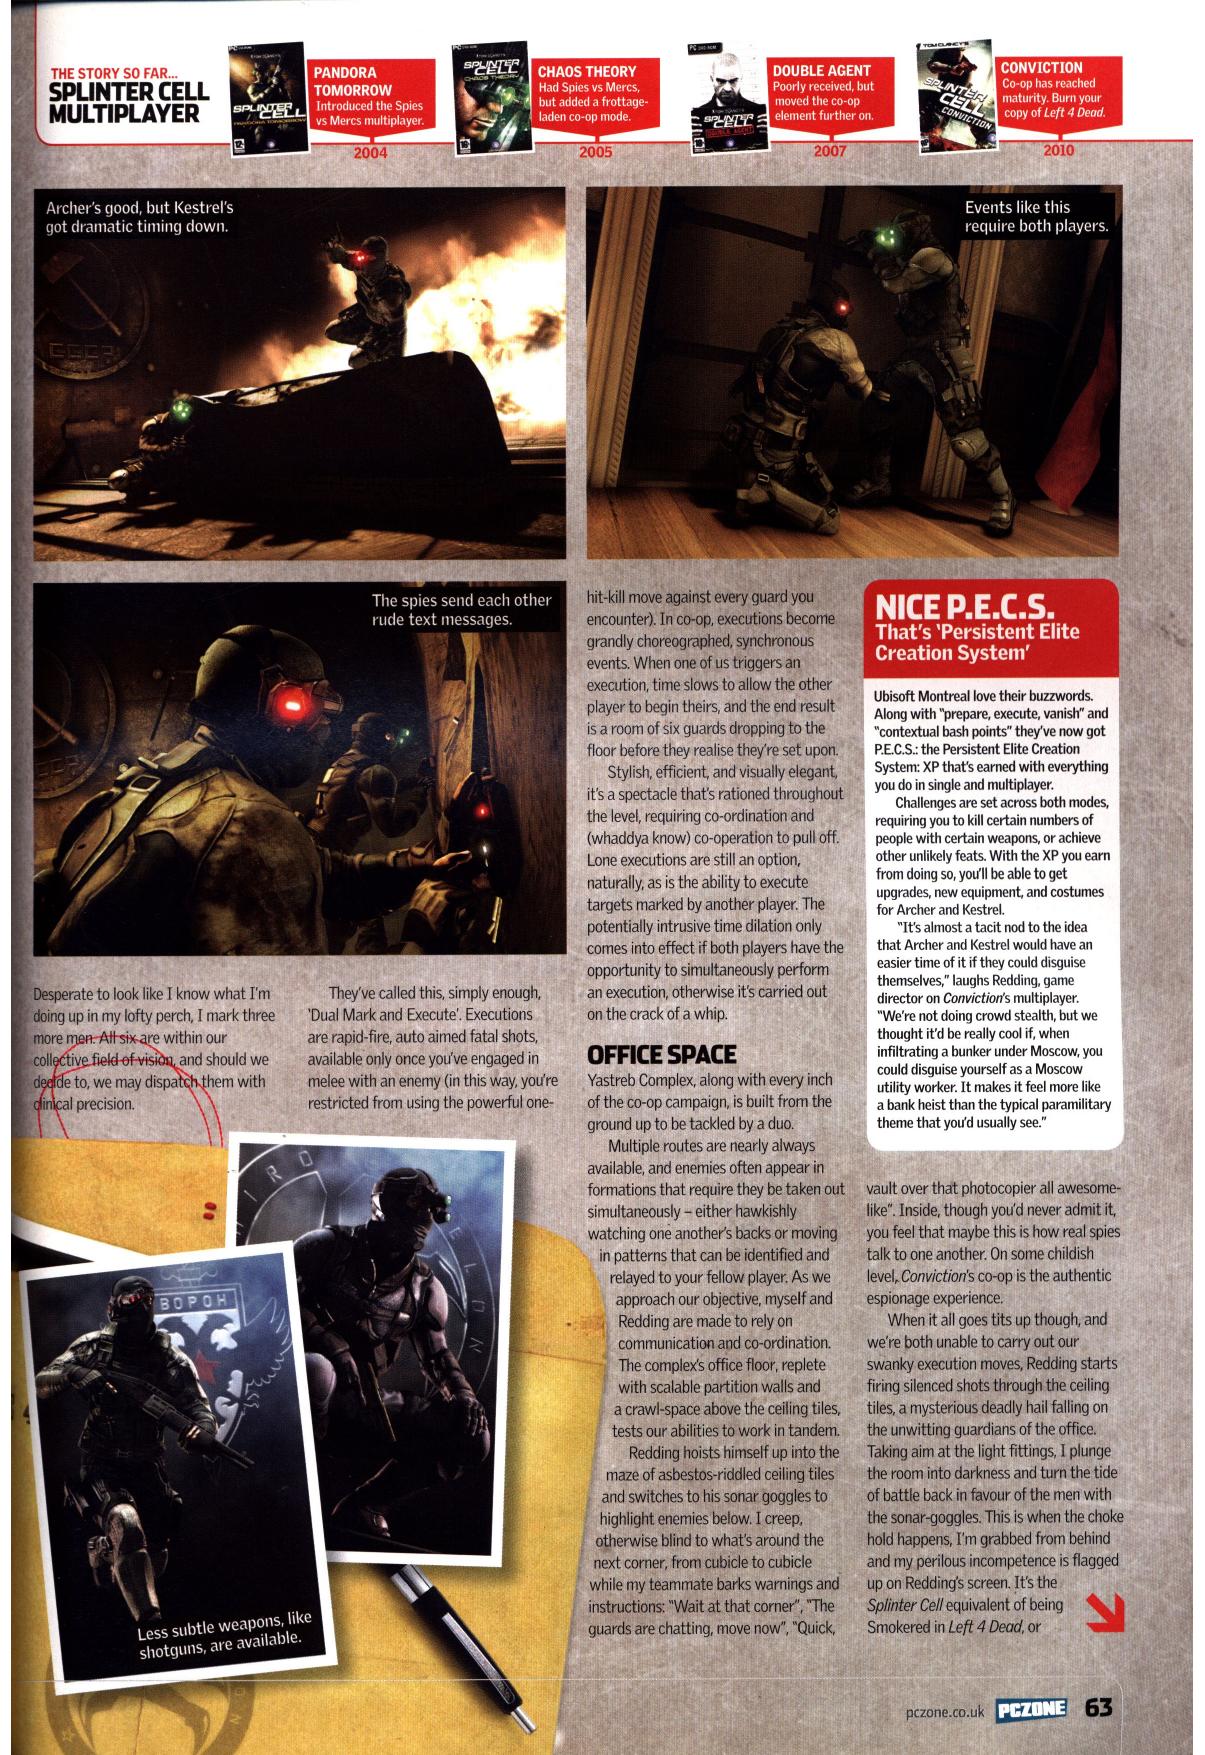 THE STORY SO FAR...
SPLINTER CELL
MULTIPLAYER
PANDORA
TOMORROW
Introduced the Spies
vs Mercs multiplayer.
2004
CHAOS THEORY
Had Spies vs Mercs,
but added a frottage-
laden co-op mode.
2005
DOUBLE AGENT
Poorly received, but
moved the co-op
element further on.
2007
CONVICTION
Co-op has reached
maturity. Burn your
copy of Left 4 Dead.
2010
Archer's good, but Kestrel's
got dramatic timing down.
Events like this
require both players.
The spies send each other
rude text messages.
Desperate to look like I know what I'm
doing up in my lofty perch, I mark three
more men. All six are within our
collective field of vision, and should we
decide to, we may dispatch them with
clinical precision.
They've called this, simply enough,
'Dual Mark and Execute'. Executions
are rapid-fire, auto aimed fatal shots,
available only once you've engaged in
melee with an enemy (in this way, you're
restricted from using the powerful one-
hit-kill move against every guard you
encounter). In co-op, executions become
grandly choreographed, synchronous
events. When one of us triggers an
execution, time slows to allow the other
player to begin theirs, and the end result
is a room of six guards dropping to the
floor before they realise they're set upon.
Stylish, efficient, and visually elegant,
it's a spectacle that's rationed throughout
the level, requiring co-ordination and
(whaddya know) co-operation to pull off.
Lone executions are still an option,
naturally, as is the ability to execute
targets marked by another player. The
potentially intrusive time dilation only
comes into effect if both players have the
opportunity to simultaneously perform
an execution, otherwise it's carried out
on the crack of a whip.
OFFICE SPACE
Yastreb Complex, along with every inch
of the co-op campaign, is built from the
ground up to be tackled by a duo.
Multiple routes are nearly always
available, and enemies often appear in
formations that require they be taken out
simultaneously – either hawkishly
watching one another's backs or moving
in patterns that can be identified and
relayed to your fellow player. As we
approach our objective, myself and
Redding are made to rely on
communication and co-ordination.
The complex's office floor, replete
with scalable partition walls and
a crawl-space above the ceiling tiles,
tests our abilities to work in tandem.
Redding hoists himself up into the
maze of asbestos-riddled ceiling tiles
and switches to his sonar goggles to
highlight enemies below. I creep,
otherwise blind to what's around the
next corner, from cubicle to cubicle
while my teammate barks warnings and
instructions: "Wait at that corner", "The
guards are chatting, move now", "Quick,
NICE P.E.C.S.
That's 'Persistent Elite
Creation System'
Ubisoft Montreal love their buzzwords.
Along with "prepare, execute, vanish" and
"contextual bash points" they've now got
P.E.C.S.: the Persistent Elite Creation
System: XP that's earned with everything
you do in single and multiplayer.
Challenges are set across both modes,
requiring you to kill certain numbers of
people with certain weapons, or achieve
other unlikely feats. With the XP you earn
from doing so, you'll be able to get
upgrades, new equipment, and costumes
for Archer and Kestrel.
"It's almost a tacit nod to the idea
that Archer and Kestrel would have an
easier time of it if they could disguise
themselves," laughs Redding, game
director on Conviction's multiplayer.
"We're not doing crowd stealth, but we
thought it'd be really cool if, when
infiltrating a bunker under Moscow, you
could disguise yourself as a Moscow
utility worker. It makes it feel more like
a bank heist than the typical paramilitary
theme that you'd usually see."
vault over that photocopier all awesome-
like". Inside, though you'd never admit it,
you feel that maybe this is how real spies
talk to one another. On some childish
level, Conviction's co-op is the authentic
espionage experience.
When it all goes tits up though, and
we're both unable to carry out our
swanky execution moves, Redding starts
firing silenced shots through the ceiling
tiles, a mysterious deadly hail falling on
the unwitting guardians of the office.
Taking aim at the light fittings, I plunge
the room into darkness and turn the tide
of battle back in favour of the men with
the sonar-goggles. This is when the choke
hold happens, I'm grabbed from behind
and my perilous incompetence is flagged
up on Redding's screen. It's the
Splinter Cell equivalent of being
Smokered in Left 4 Dead, or
ВОРОН
Less subtle weapons, like
shotguns, are available.
pczone.co.uk PCZONE 63